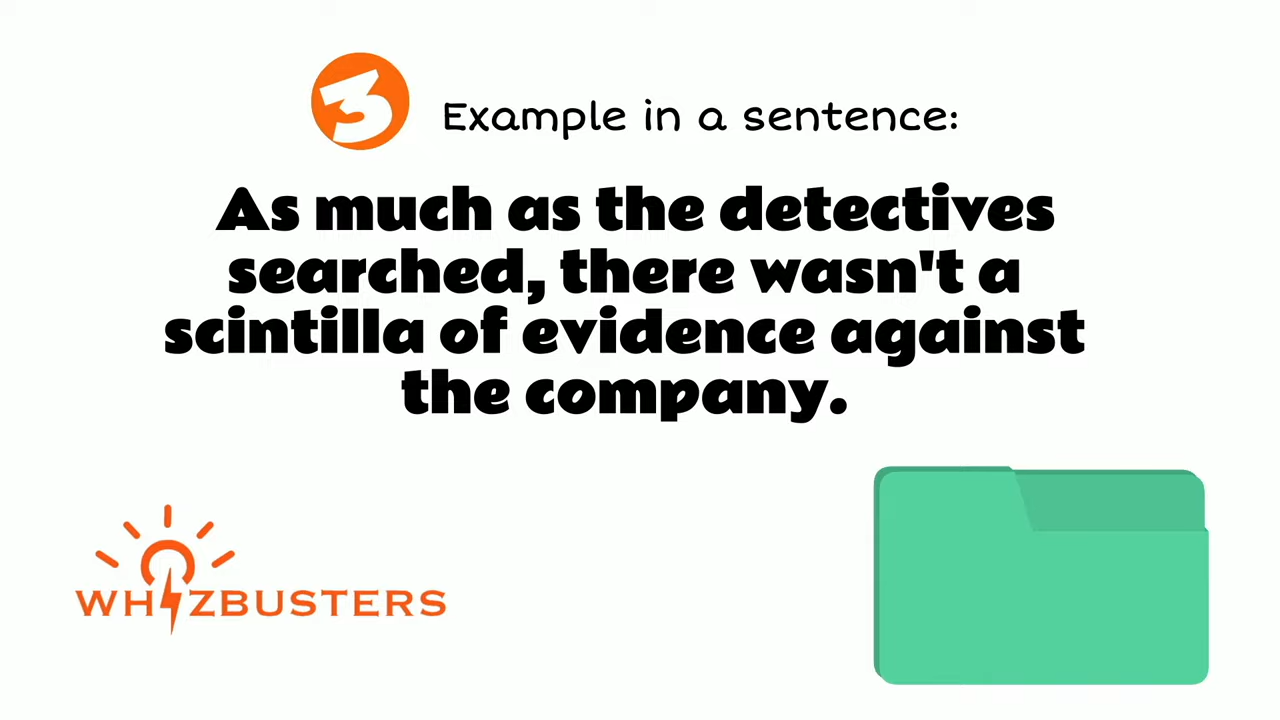 3 Example in a sentence:
As much as the detectives
searched, there wasn't a
scintilla of evidence against
the company.
WHIZBUSTERS